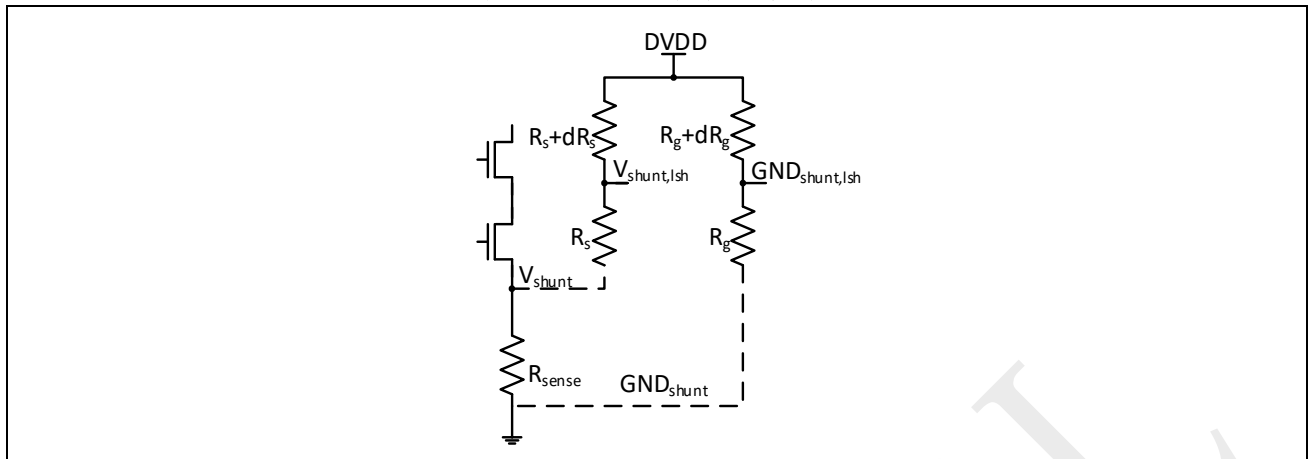 DVDD
Rs+dRs
Rg+dRg
Vshunt,lsh
GNDshunt,lsh
Rs
Rg
Vshunt
Rsense
GNDshunt